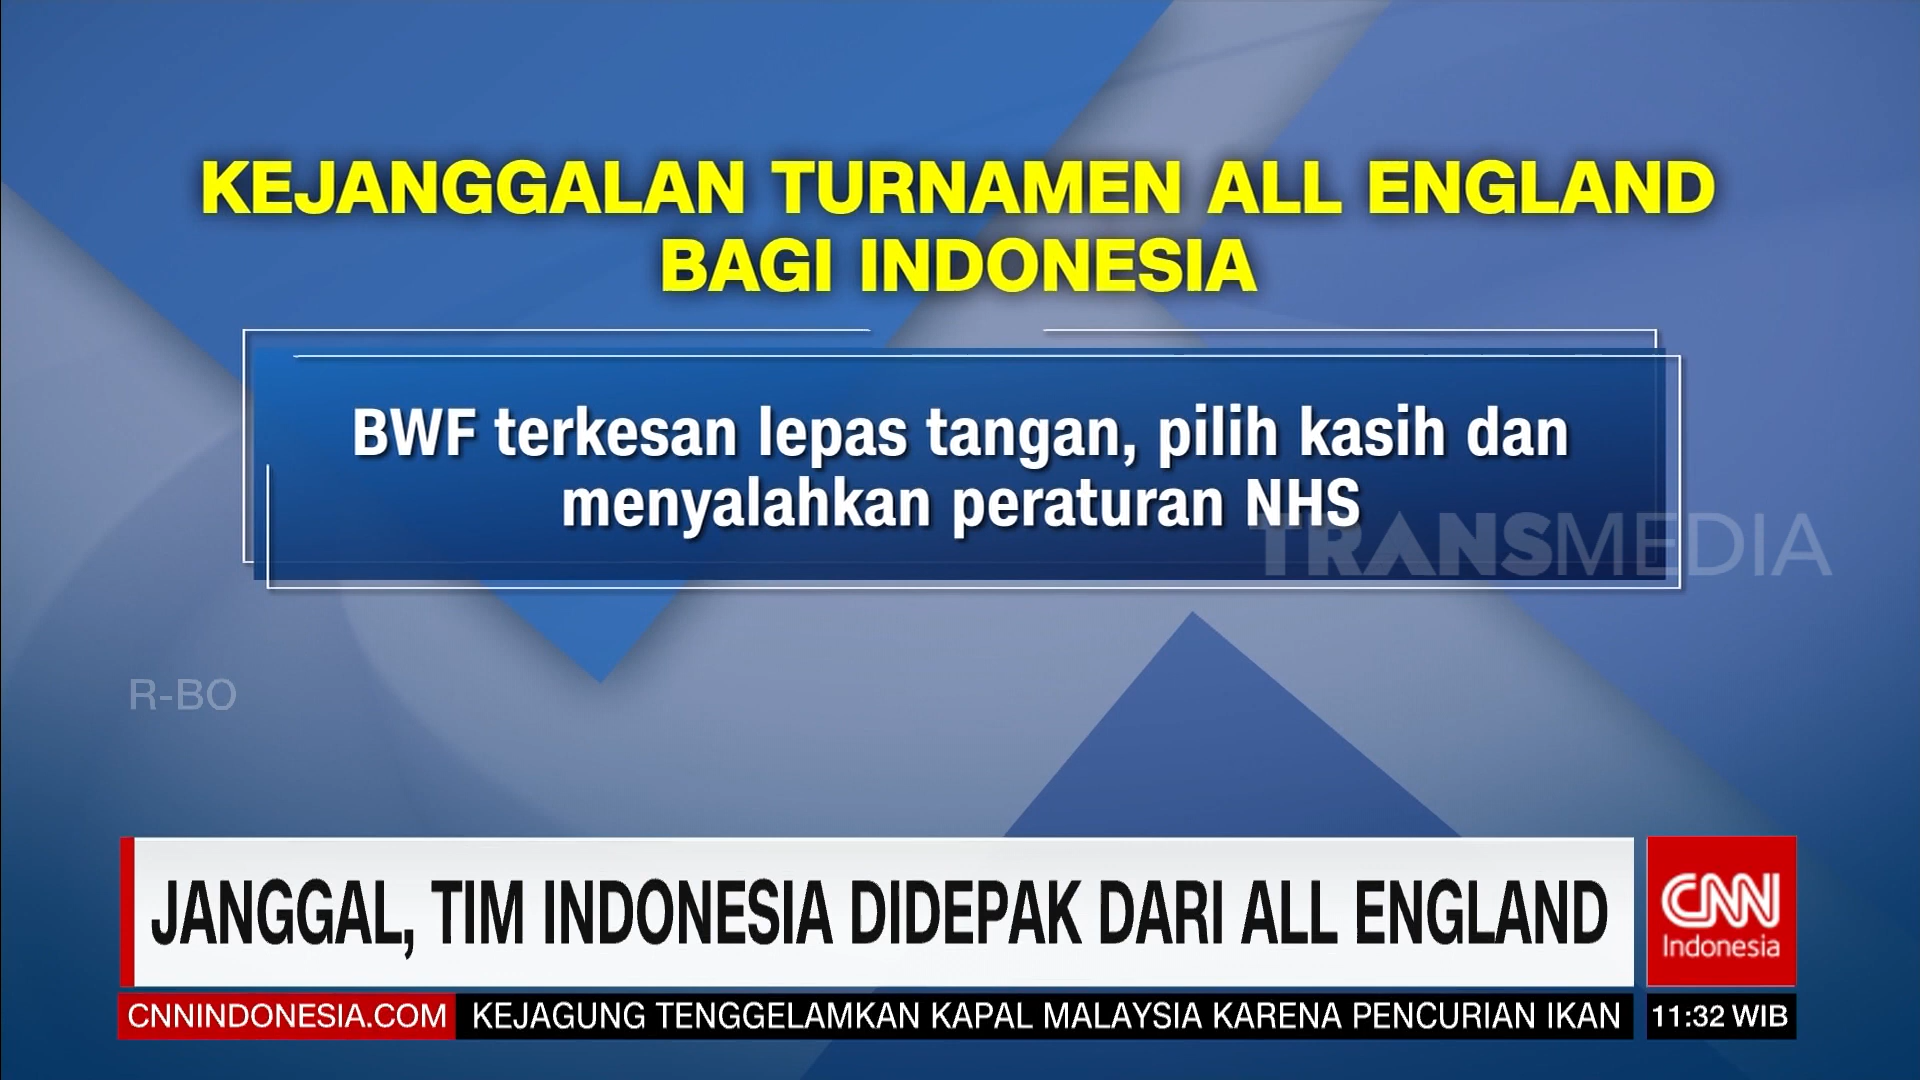 KEJANGGALAN TURNAMEN ALL ENGLAND
BAGI INDONESIA
BWF terkesan lepas tangan, pilih kasih dan
menyalahkan peraturan NHS
TRANSMEDIA
R-BO
JANGGAL, TIM INDONESIA DIDEPAK DARI ALL ENGLAND
CNN
Indonesia
CNNINDONESIA.COM KEJAGUNG TENGGELAMKAN KAPAL MALAYSIA KARENA PENCURIAN IKAN 11:32 WIB